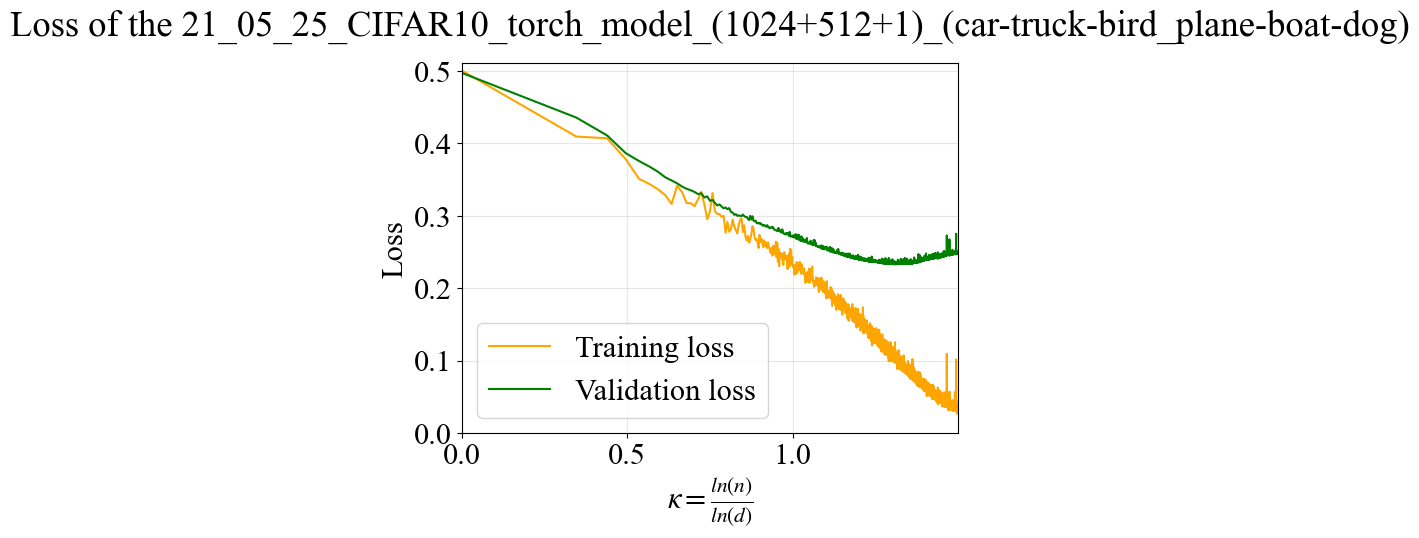 Loss of the 21_05_25_CIFAR10_torch_model_(1024+512+1)_(car-truck-bird_plane-boat-dog)
0.5
0.4
0.3
0.2
0.1
0.0
Loss
Training loss
Validation loss
0.0 0.5 1.0
κ = ln(n) / ln(d)